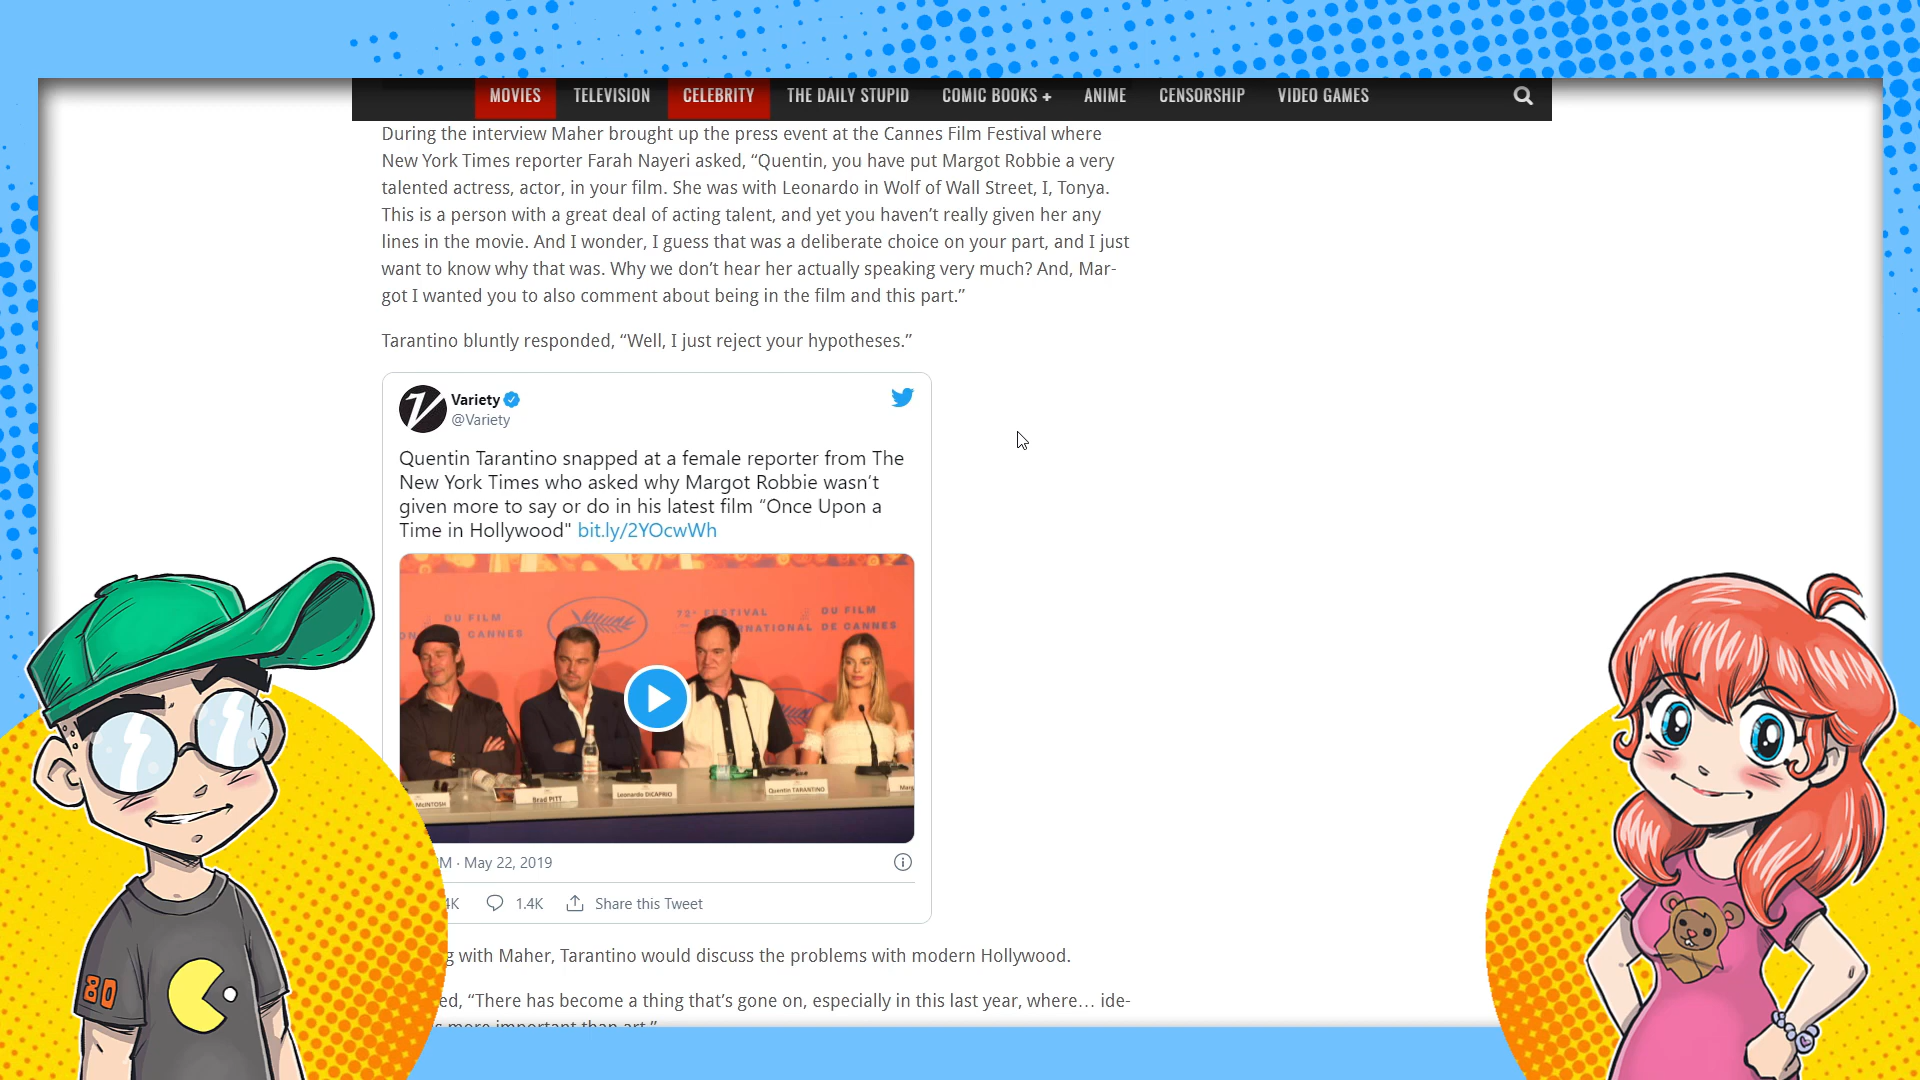 MOVIES TELEVISION CELEBRITY THE DAILY STUPID COMIC BOOKS + ANIME CENSORSHIP VIDEO GAMES
During the interview Maher brought up the press event at the Cannes Film Festival where
New York Times reporter Farah Nayeri asked, “Quentin, you have put Margot Robbie a very
talented actress, actor, in your film. She was with Leonardo in Wolf of Wall Street, I, Tonya.
This is a person with a great deal of acting talent, and yet you haven’t really given her any
lines in the movie. And I wonder, I guess that was a deliberate choice on your part, and I just
want to know why that was. Why we don’t hear her actually speaking very much? And, Mar-
got I wanted you to also comment about being in the film and this part.”
Tarantino bluntly responded, “Well, I just reject your hypotheses.”
Variety
@Variety
Quentin Tarantino snapped at a female reporter from The
New York Times who asked why Margot Robbie wasn’t
given more to say or do in his latest film “Once Upon a
Time in Hollywood" bit.ly/2YOcwWh
DU FILM
CANNES
72e FESTIVAL
DU FILM
DE CANNES
McINTOSH
Brad PITT
Leonardo DiCAPRIO
Quentin TARANTINO
Marg
M · May 22, 2019
4K 1.4K Share this Tweet
g with Maher, Tarantino would discuss the problems with modern Hollywood.
ed, “There has become a thing that’s gone on, especially in this last year, where… ide-
s more important than art.”
80